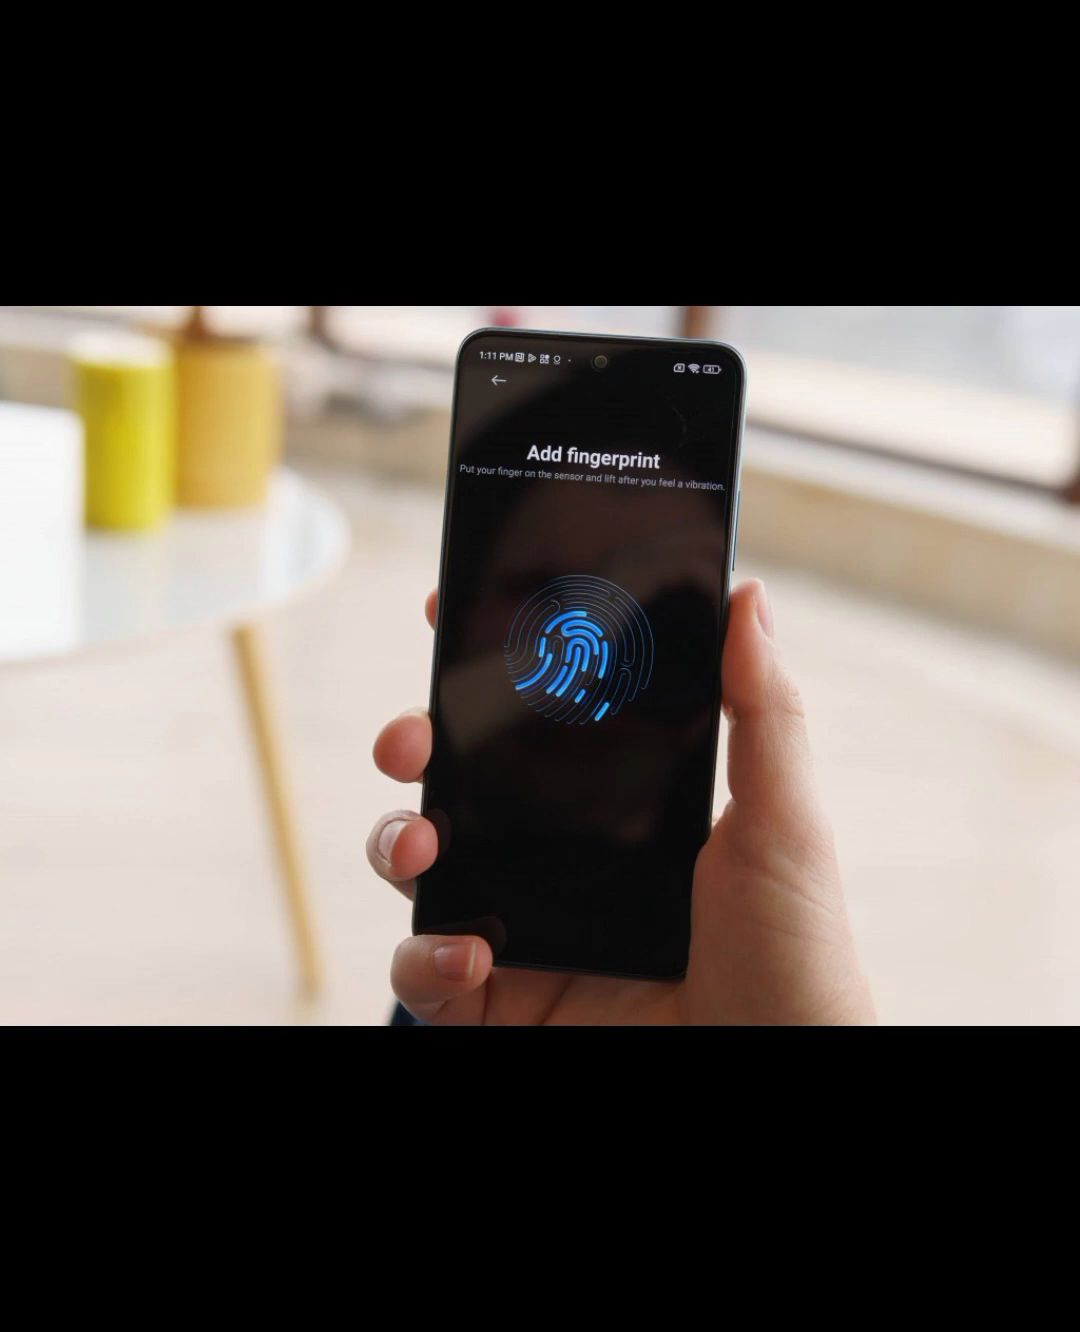 1:11 PM
Add fingerprint
Put your finger on the sensor and lift after you feel a vibration.